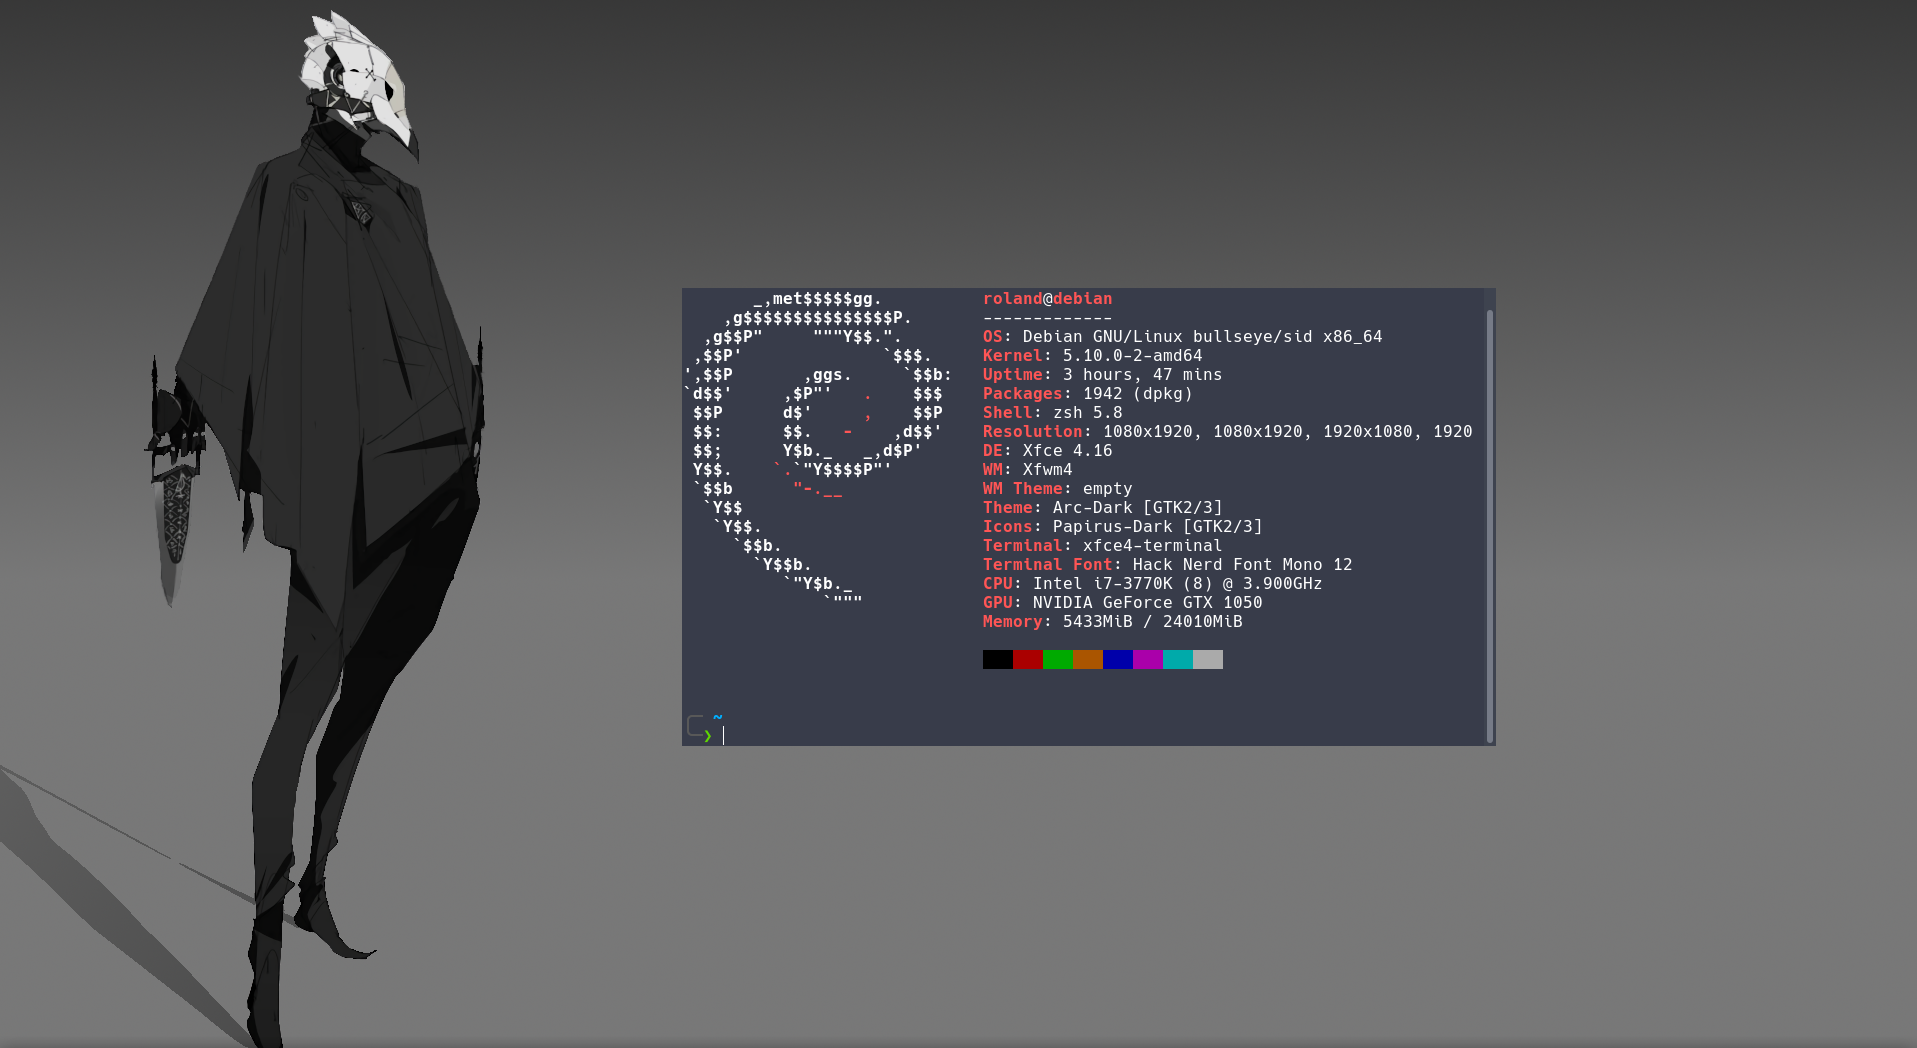 _,met$$$$$gg.
    ,g$$$$$$$$$$$$$$$P.
  ,g$$P"     """Y$$.".
 ,$$P'              `$$$.
',$$P       ,ggs.     `$$b:
`d$$'     ,$P"'   .    $$$
 $$P      d$'     ,    $$P
 $$:      $$.   -    ,d$$'
 $$;      Y$b._   _,d$P'
 Y$$.    `.`"Y$$$$P"'
 `$$b      "-.__
  `Y$$
   `Y$$.
     `$$b.
       `Y$$b.
          `"Y$b._
              `"""
roland@debian
-------------
OS: Debian GNU/Linux bullseye/sid x86_64
Kernel: 5.10.0-2-amd64
Uptime: 3 hours, 47 mins
Packages: 1942 (dpkg)
Shell: zsh 5.8
Resolution: 1080x1920, 1080x1920, 1920x1080, 1920
DE: Xfce 4.16
WM: Xfwm4
WM Theme: empty
Theme: Arc-Dark [GTK2/3]
Icons: Papirus-Dark [GTK2/3]
Terminal: xfce4-terminal
Terminal Font: Hack Nerd Font Mono 12
CPU: Intel i7-3770K (8) @ 3.900GHz
GPU: NVIDIA GeForce GTX 1050
Memory: 5433MiB / 24010MiB
~
❯